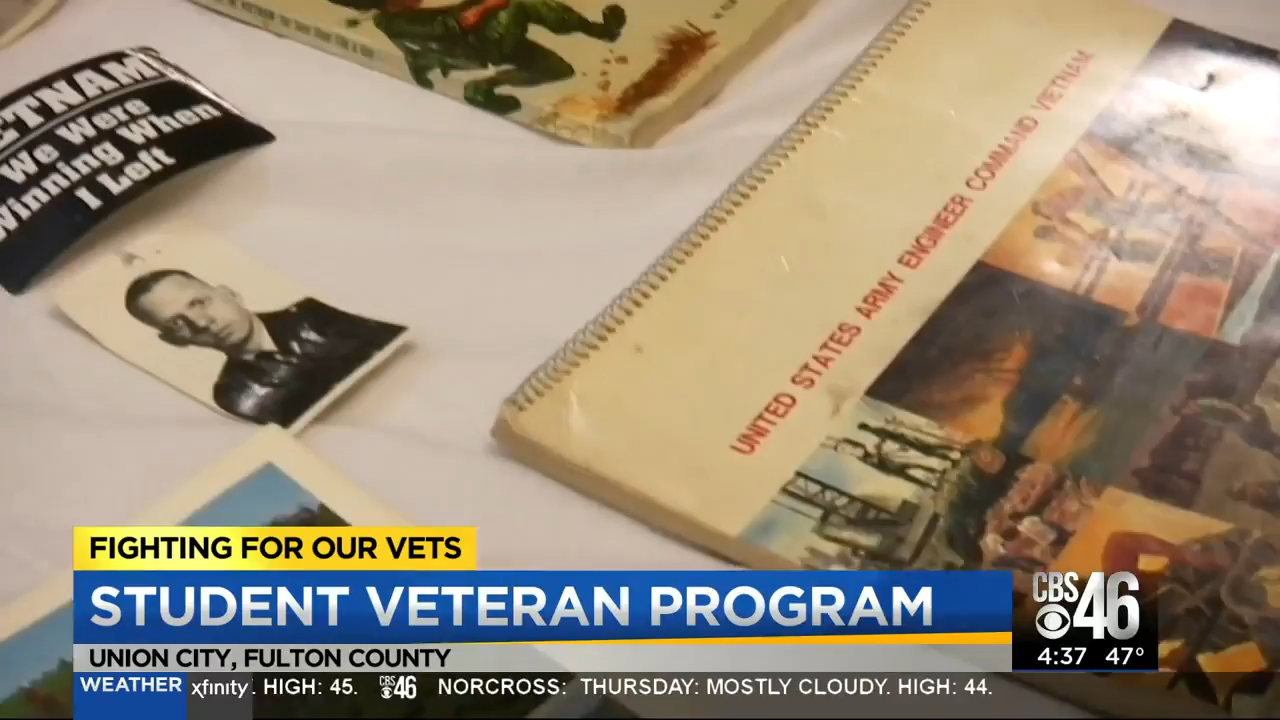 ETNAM
We Were
Winning When
I Left
UNITED STATES ARMY ENGINEER COMMAND VIETNAM
FIGHTING FOR OUR VETS
STUDENT VETERAN PROGRAM
UNION CITY, FULTON COUNTY
CBS 46
4:37 47°
WEATHER xfinity. HIGH: 45. CBS 46 NORCROSS: THURSDAY: MOSTLY CLOUDY. HIGH: 44.